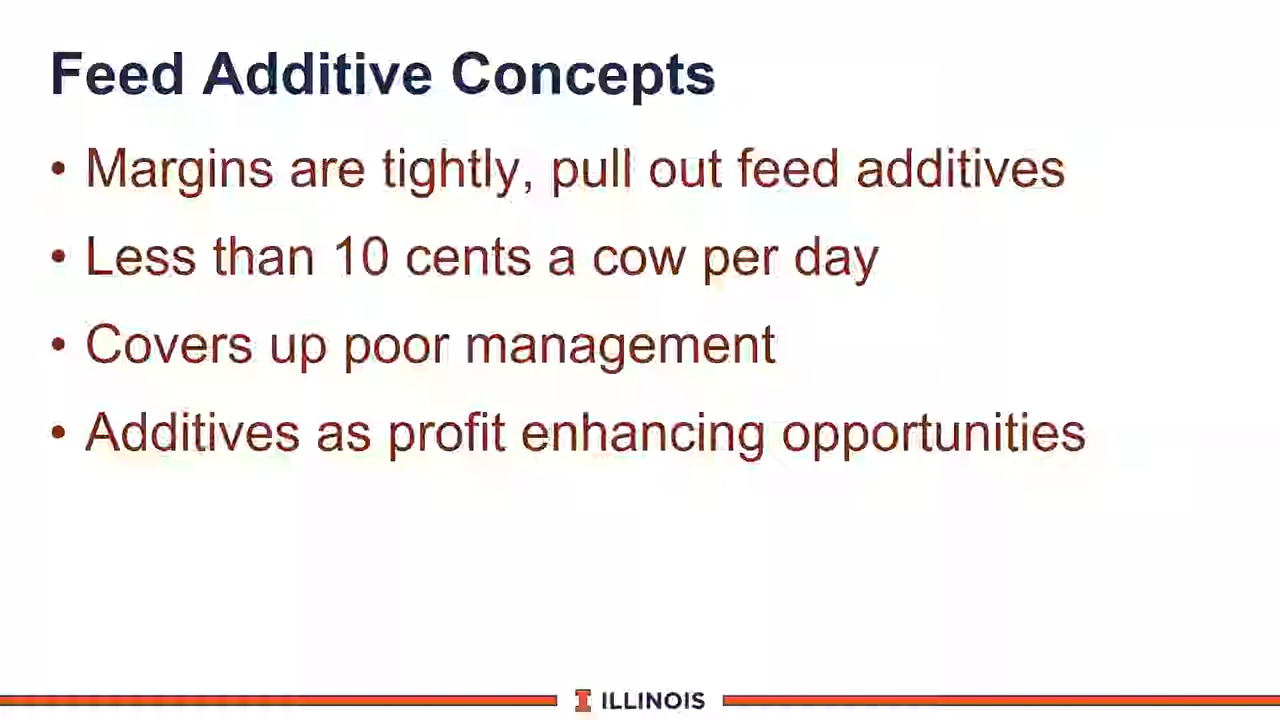 Feed Additive Concepts
• Margins are tightly, pull out feed additives
• Less than 10 cents a cow per day
• Covers up poor management
• Additives as profit enhancing opportunities
I ILLINOIS